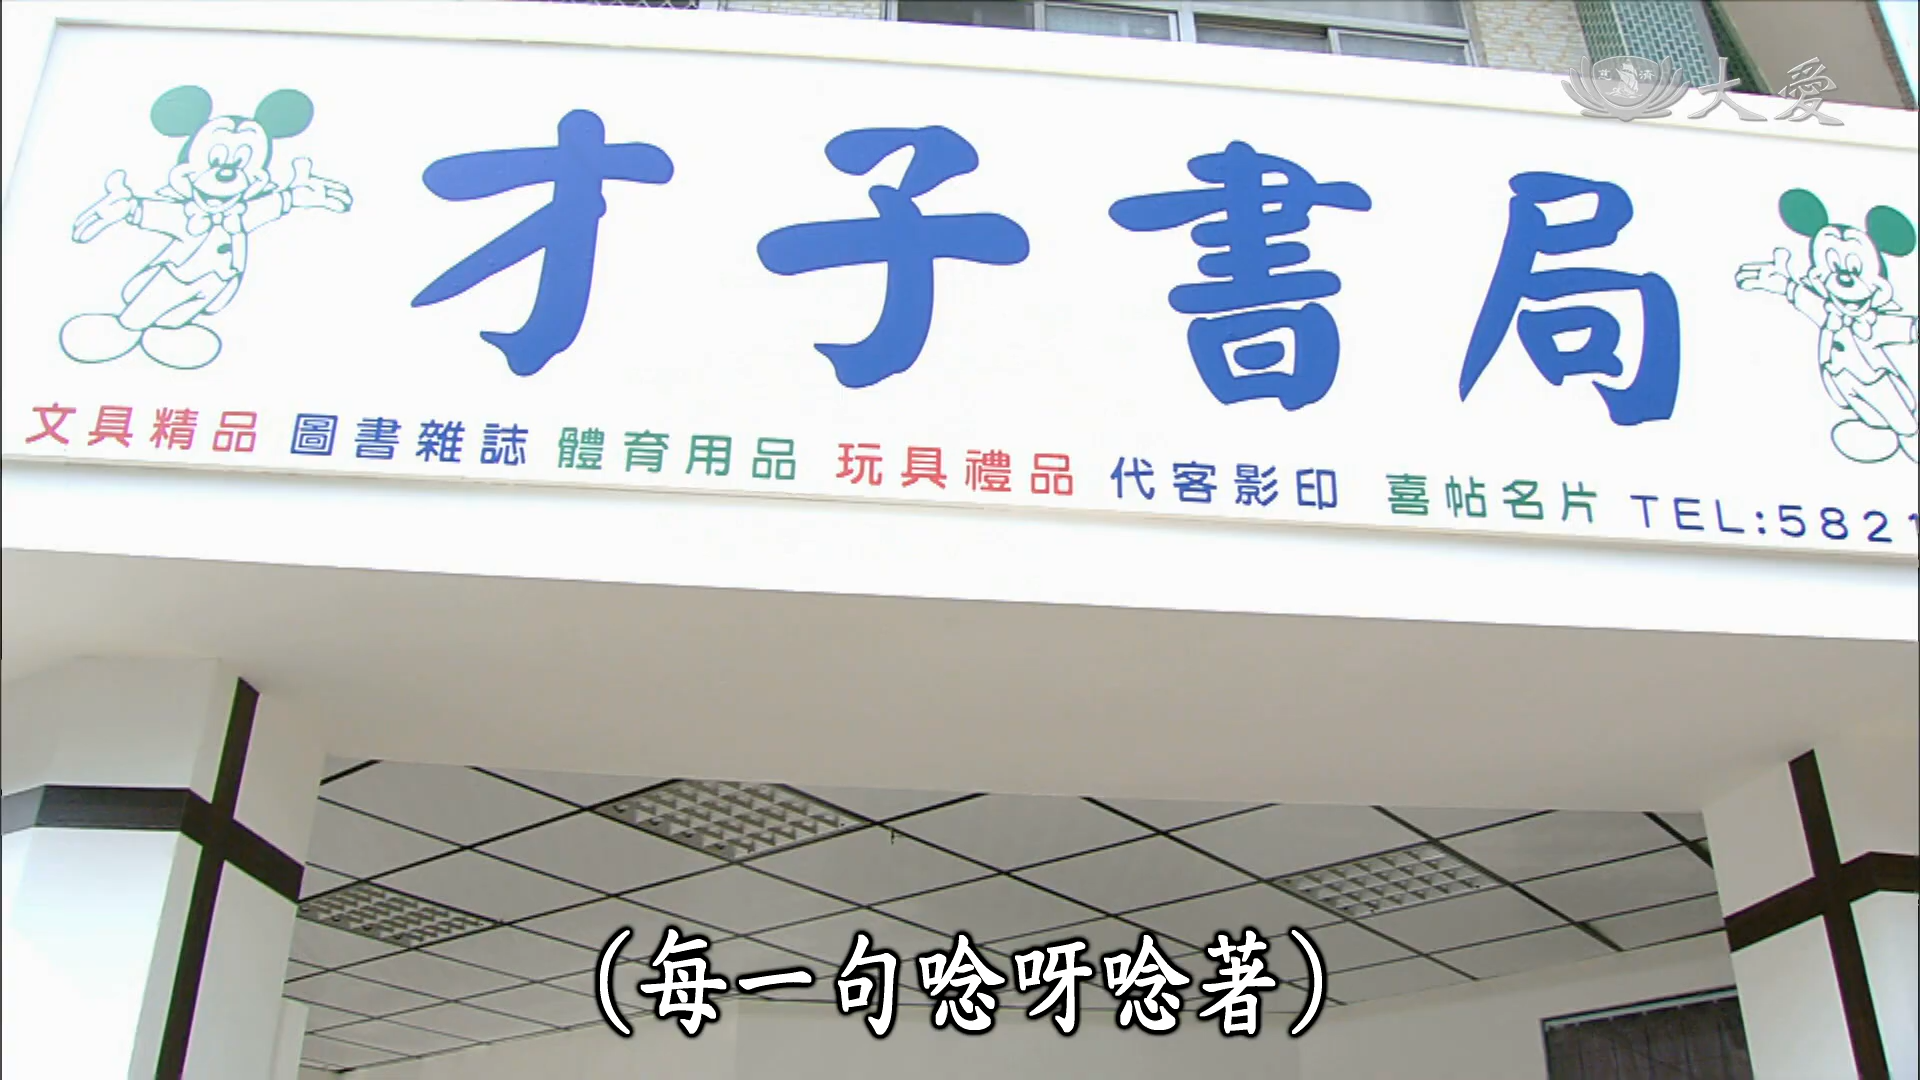 慈濟 大愛
才子書局
文具精品 圖書雜誌 體育用品 玩具禮品 代客影印 喜帖名片 TEL:5821
(每一句唸呀唸著)